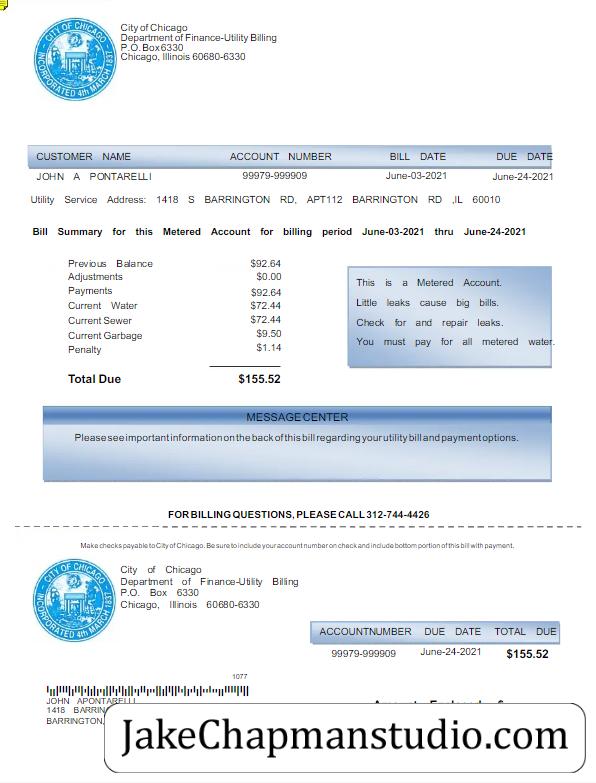 CITY OF CHICAGO
INCORPORATED 4th MARCH 1837
City of Chicago
Department of Finance-Utility Billing
P.O. Box 6330
Chicago, Illinois 60680-6330
CUSTOMER NAME ACCOUNT NUMBER BILL DATE DUE DATE
JOHN A PONTARELLI 99979-999909 June-03-2021 June-24-2021
Utility Service Address: 1418 S BARRINGTON RD, APT112 BARRINGTON RD ,IL 60010
Bill Summary for this Metered Account for billing period June-03-2021 thru June-24-2021
Previous Balance $92.64
Adjustments $0.00
Payments $92.64
Current Water $72.44
Current Sewer $72.44
Current Garbage $9.50
Penalty $1.14
Total Due $155.52
This is a Metered Account.
Little leaks cause big bills.
Check for and repair leaks.
You must pay for all metered water.
MESSAGE CENTER
Please see important information on the back of this bill regarding your utility bill and payment options.
FOR BILLING QUESTIONS, PLEASE CALL 312-744-4426
Make checks payable to City of Chicago. Be sure to include your account number on check and include bottom portion of this bill with payment.
CITY OF CHICAGO
INCORPORATED 4th MARCH 1837
City of Chicago
Department of Finance-Utility Billing
P.O. Box 6330
Chicago, Illinois 60680-6330
ACCOUNTNUMBER DUE DATE TOTAL DUE
99979-999909 June-24-2021 $155.52
1077
JOHN APONTARELLI
1418 BARRIN
BARRINGTON,
JakeChapmanstudio.com